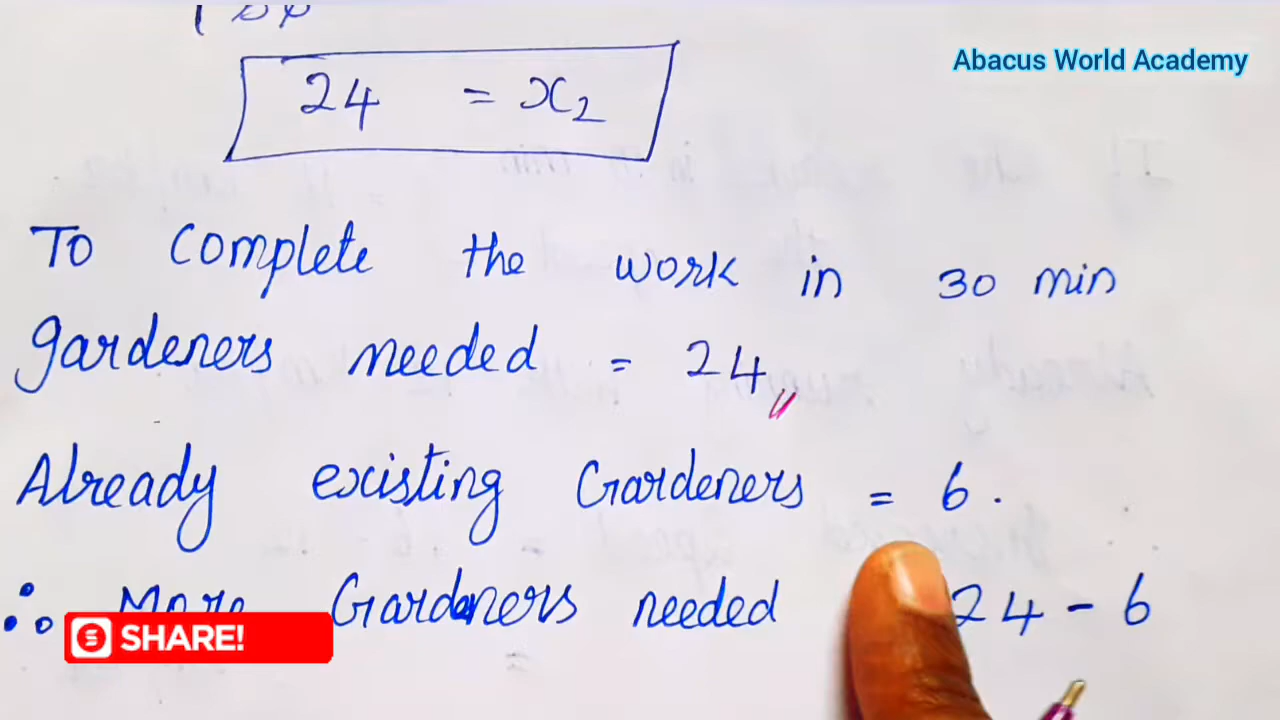 Abacus World Academy
24 = x₂
To complete the work in 30 min
gardeners needed = 24
Already existing Gardeners = 6.
∴ More Gardeners needed 24 - 6
SHARE!